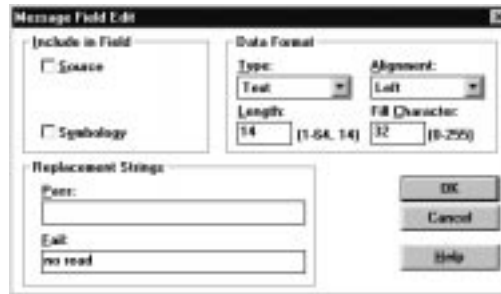 Message Field Edit
Include in Field
Source
Symbology
Data Format
Type:
Alignment:
Text
Left
Length:
Fill Character:
14 (1-64, 14)
32 (0-255)
Replacement Strings
Pass:
Fail:
no read
OK
Cancel
Help